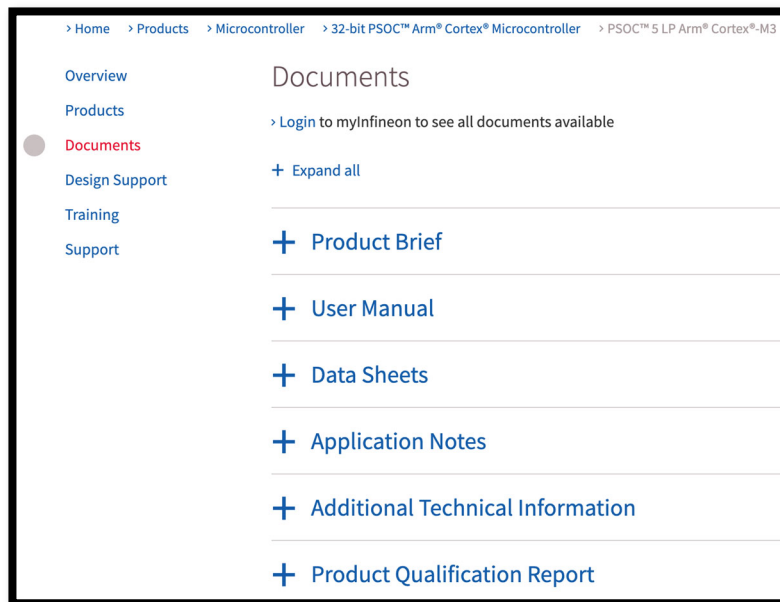 > Home > Products > Microcontroller > 32-bit PSOC™ Arm® Cortex® Microcontroller > PSOC™ 5 LP Arm® Cortex®-M3
Overview
Products
Documents
Design Support
Training
Support
Documents
> Login to myInfineon to see all documents available
+ Expand all
+ Product Brief
+ User Manual
+ Data Sheets
+ Application Notes
+ Additional Technical Information
+ Product Qualification Report